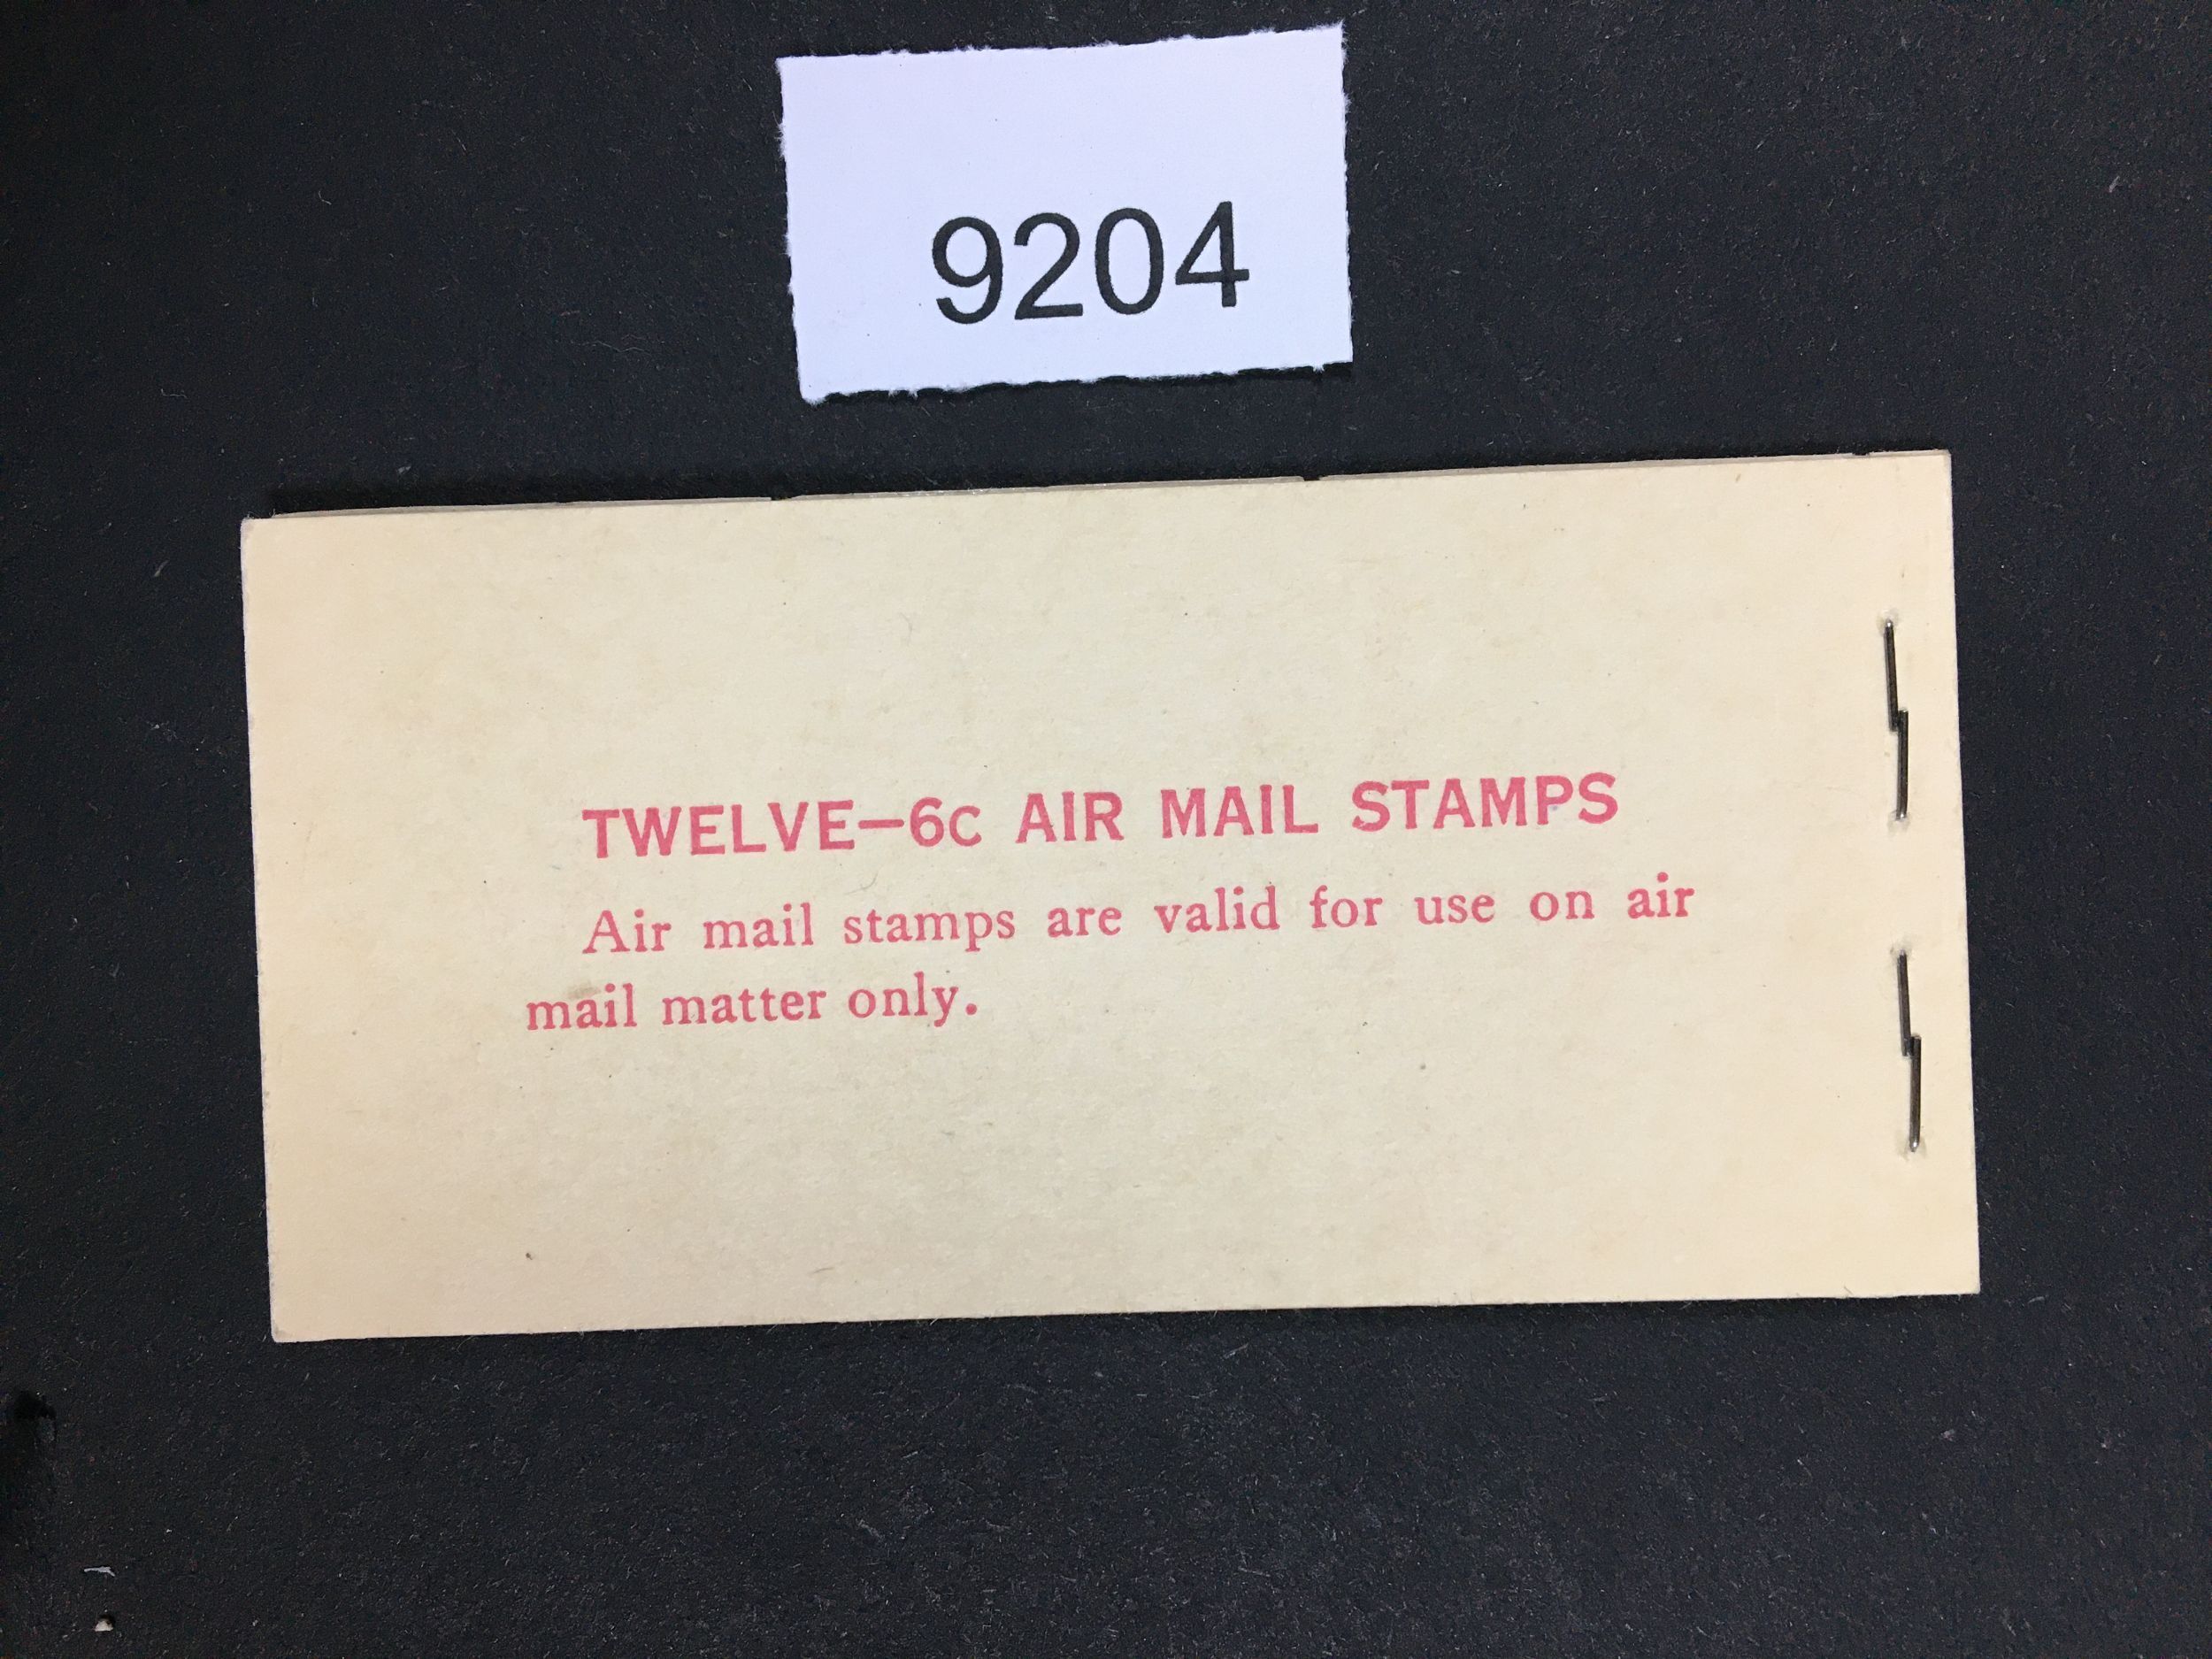 9204
TWELVE—6c AIR MAIL STAMPS
Air mail stamps are valid for use on air
mail matter only.